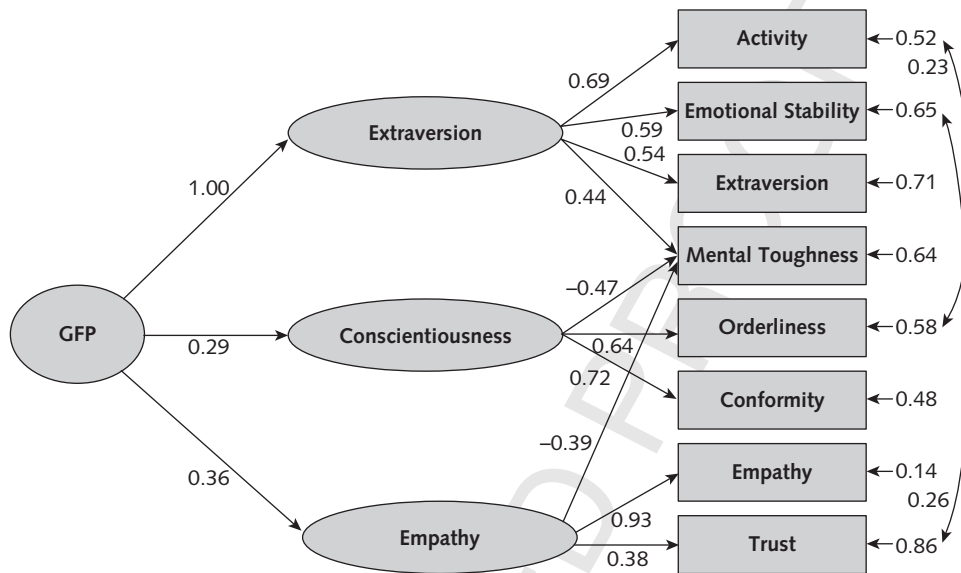 Activity
0.52
0.23
0.69
Emotional Stability
0.65
Extraversion
0.59
0.54
Extraversion
0.71
1.00
0.44
Mental Toughness
0.64
–0.47
GFP
Conscientiousness
Orderliness
0.58
0.29
0.64
0.72
Conformity
0.48
–0.39
0.36
Empathy
0.14
0.26
0.93
Empathy
0.38
Trust
0.86